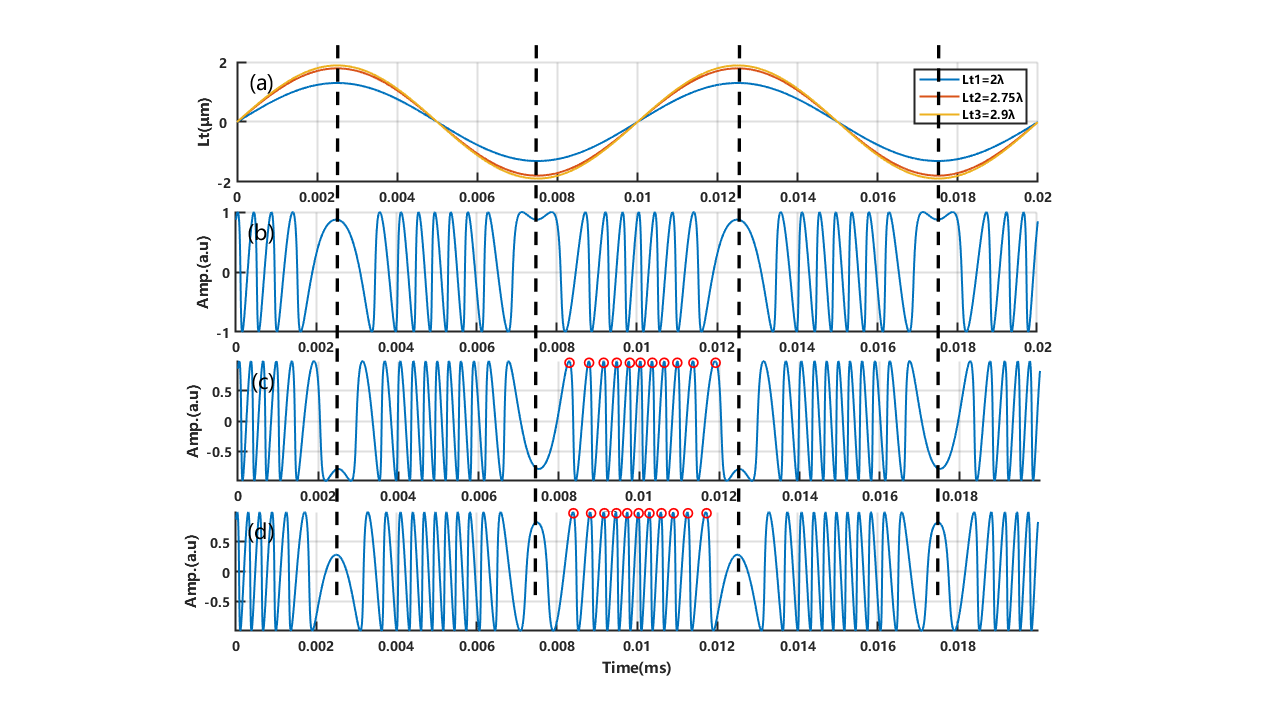 2
(a)
Lt1=2λ
Lt2=2.75λ
Lt3=2.9λ
Lt(μm)
0
-2
0.002 0.004 0.006 0.008 0.01 0.012 0.014 0.016 0.018 0.02
1
(b)
Amp.(a.u)
0
-1
0 0.002 0.004 0.006 0.008 0.01 0.012 0.014 0.016 0.018 0.02
(c)
0.5
Amp.(a.u)
0
-0.5
0 0.002 0.004 0.006 0.008 0.01 0.012 0.014 0.016 0.018
(d)
0.5
Amp.(a.u)
0
-0.5
0 0.002 0.004 0.006 0.008 0.01 0.012 0.014 0.016 0.018
Time(ms)